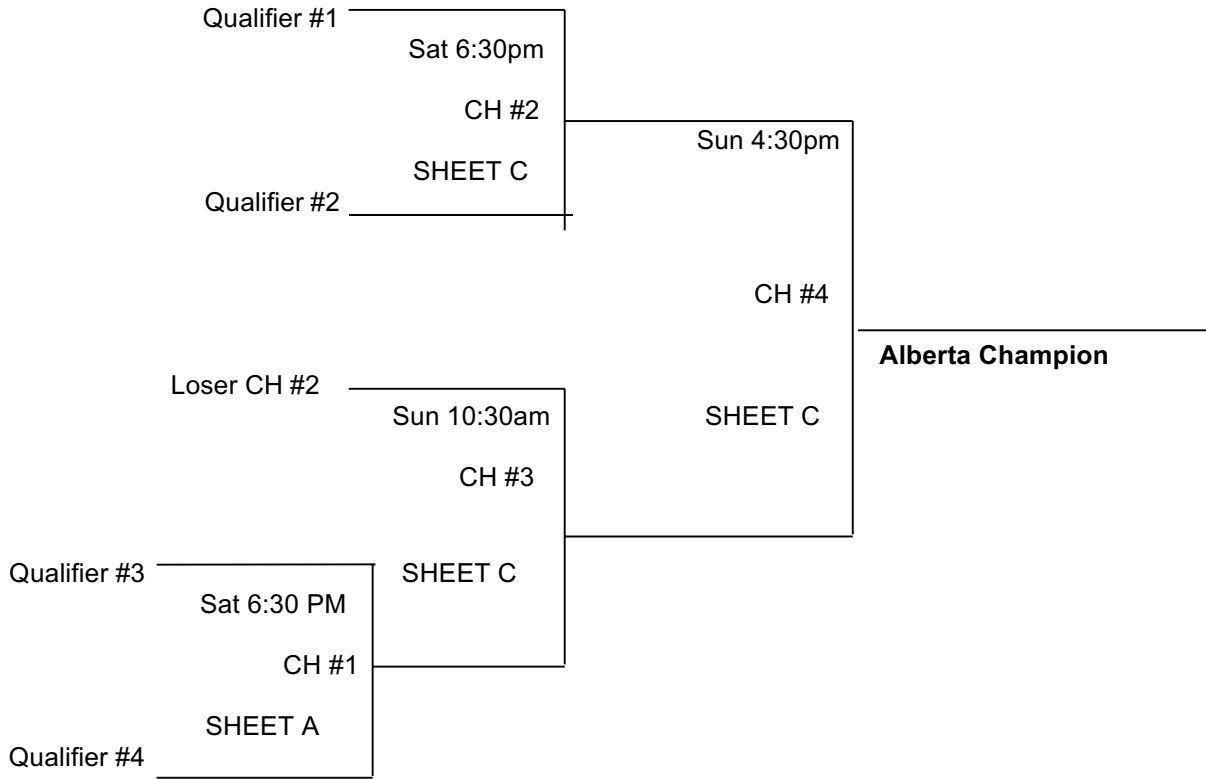 Qualifier #1
Sat 6:30pm
CH #2
Sun 4:30pm
SHEET C
Qualifier #2
CH #4
Alberta Champion
Loser CH #2
Sun 10:30am
SHEET C
CH #3
Qualifier #3
SHEET C
Sat 6:30 PM
CH #1
SHEET A
Qualifier #4